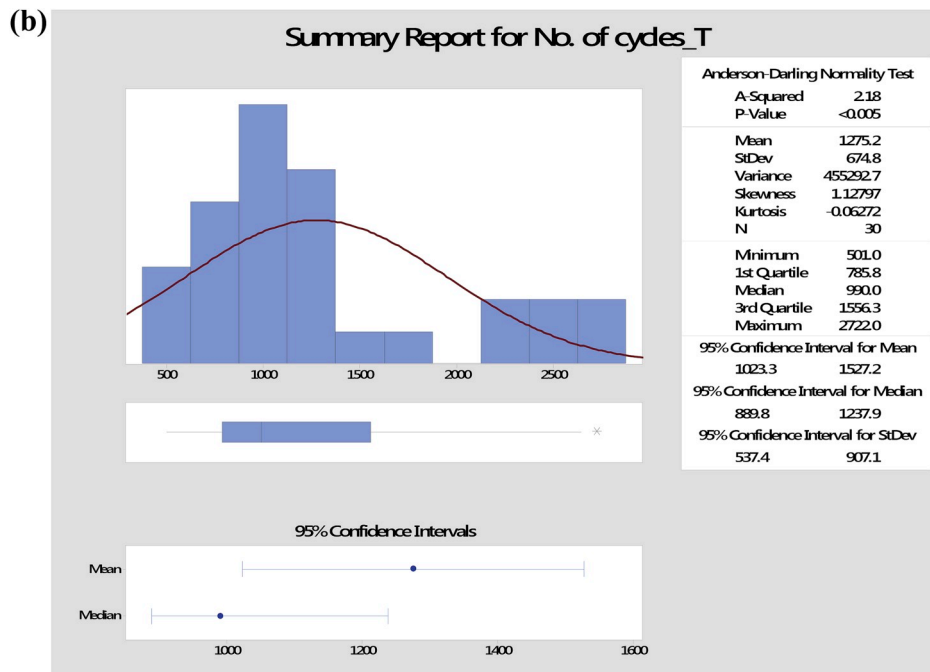 (b)
Summary Report for No. of cycles_T
Anderson-Darling Normality Test
A-Squared 2.18
P-Value <0.005
Mean 1275.2
StDev 674.8
Variance 455292.7
Skewness 1.12797
Kurtosis -0.06272
N 30
Minimum 501.0
1st Quartile 785.8
Median 990.0
3rd Quartile 1556.3
Maximum 2722.0
95% Confidence Interval for Mean
1023.3 1527.2
95% Confidence Interval for Median
889.8 1237.9
95% Confidence Interval for StDev
537.4 907.1
500 1000 1500 2000 2500
95% Confidence Intervals
Mean
Median
1000 1200 1400 1600